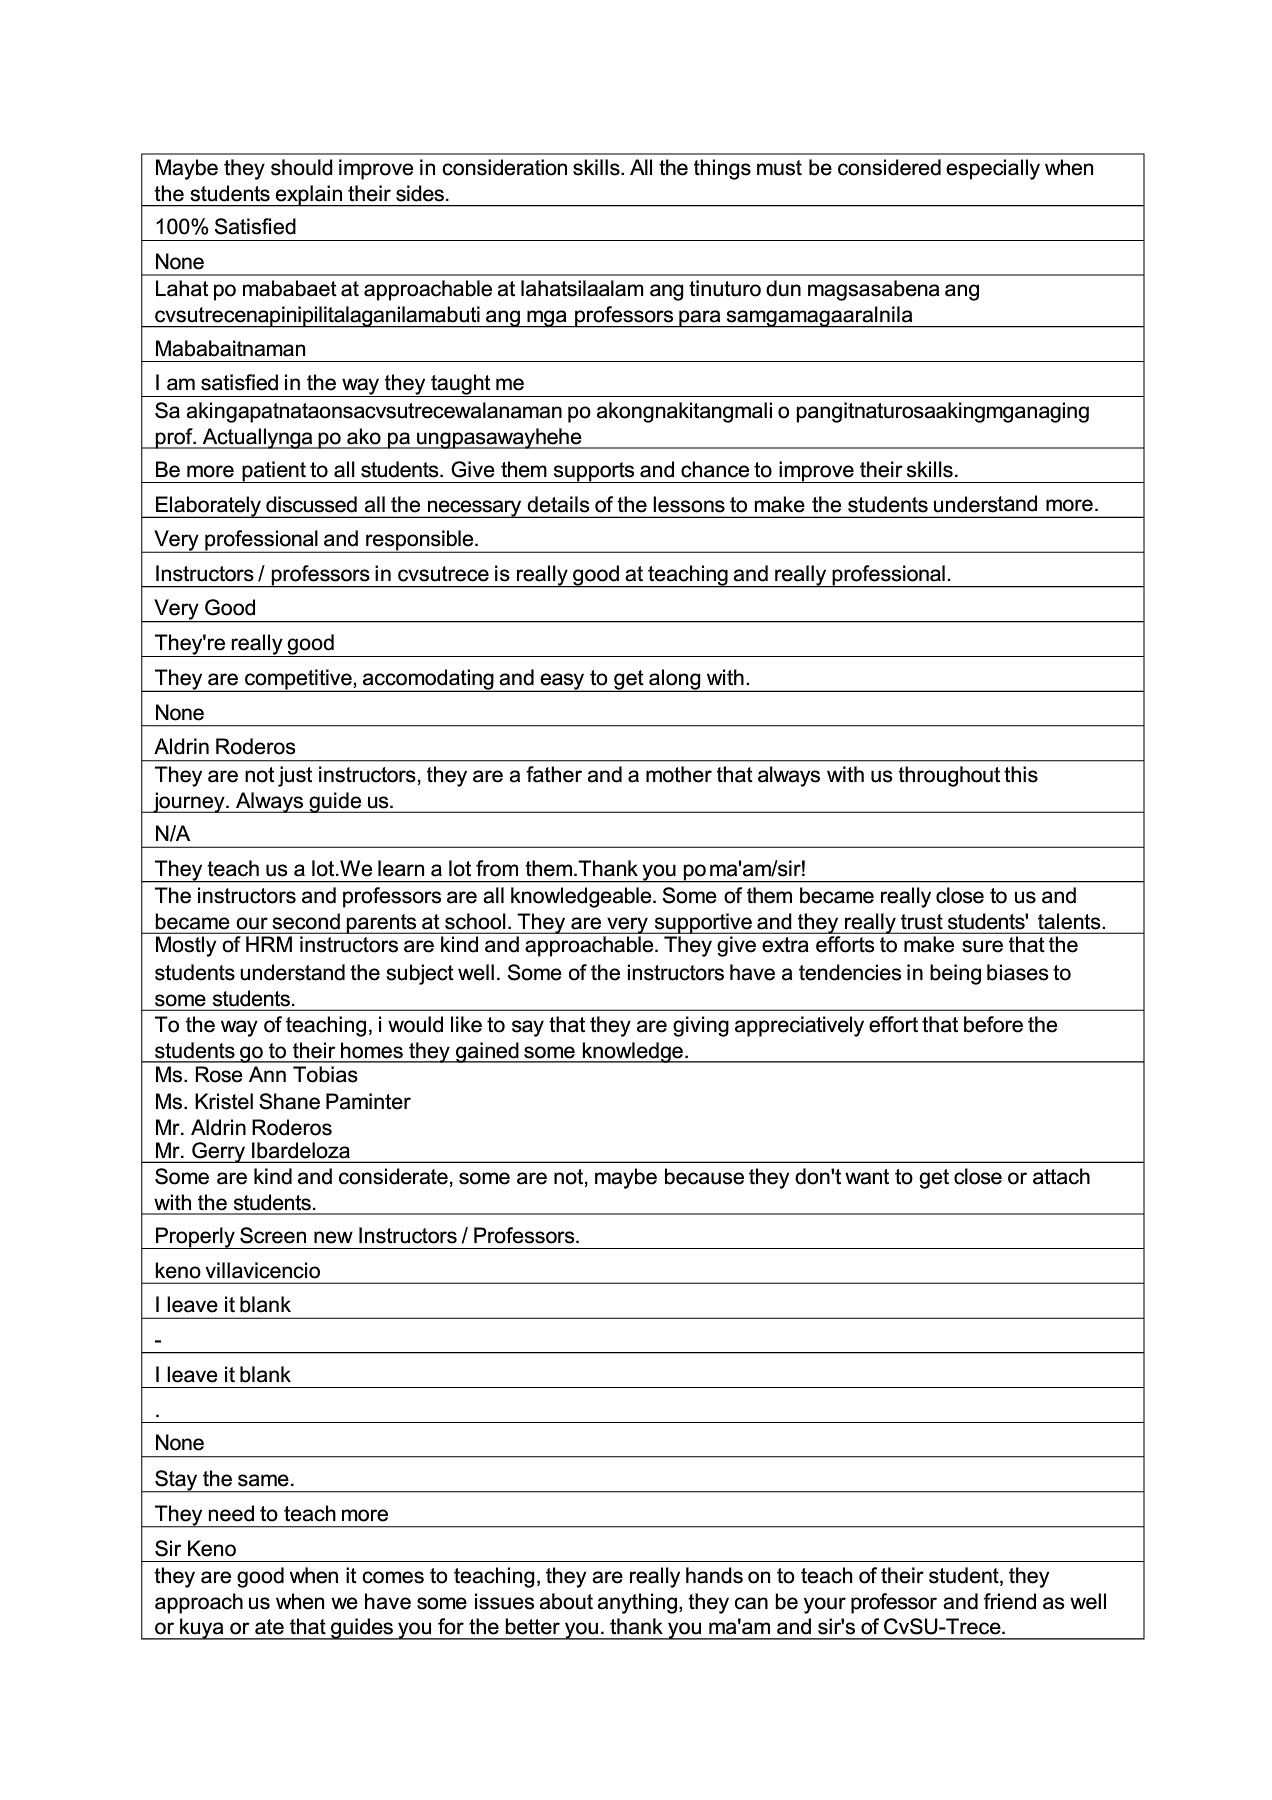 Maybe they should improve in consideration skills. All the things must be considered especially when
the students explain their sides.
100% Satisfied
None
Lahat po mababaet at approachable at lahatsilaalam ang tinuturo dun magsasabena ang
cvsutrecenapinipilitalaganilamabuti ang mga professors para samgamagaaralnila
Mababaitnaman
I am satisfied in the way they taught me
Sa akingapatnataonsacvsutrecewalanaman po akongnakitangmali o pangitnaturosaakingmganaging
prof. Actuallynga po ako pa ungpasawayhehe
Be more patient to all students. Give them supports and chance to improve their skills.
Elaborately discussed all the necessary details of the lessons to make the students understand more.
Very professional and responsible.
Instructors / professors in cvsutrece is really good at teaching and really professional.
Very Good
They're really good
They are competitive, accomodating and easy to get along with.
None
Aldrin Roderos
They are not just instructors, they are a father and a mother that always with us throughout this
journey. Always guide us.
N/A
They teach us a lot.We learn a lot from them.Thank you po ma'am/sir!
The instructors and professors are all knowledgeable. Some of them became really close to us and
became our second parents at school. They are very supportive and they really trust students' talents.
Mostly of HRM instructors are kind and approachable. They give extra efforts to make sure that the
students understand the subject well. Some of the instructors have a tendencies in being biases to
some students.
To the way of teaching, i would like to say that they are giving appreciatively effort that before the
students go to their homes they gained some knowledge.
Ms. Rose Ann Tobias
Ms. Kristel Shane Paminter
Mr. Aldrin Roderos
Mr. Gerry Ibardeloza
Some are kind and considerate, some are not, maybe because they don't want to get close or attach
with the students.
Properly Screen new Instructors / Professors.
keno villavicencio
I leave it blank
-
I leave it blank
.
None
Stay the same.
They need to teach more
Sir Keno
they are good when it comes to teaching, they are really hands on to teach of their student, they
approach us when we have some issues about anything, they can be your professor and friend as well
or kuya or ate that guides you for the better you. thank you ma'am and sir's of CvSU-Trece.